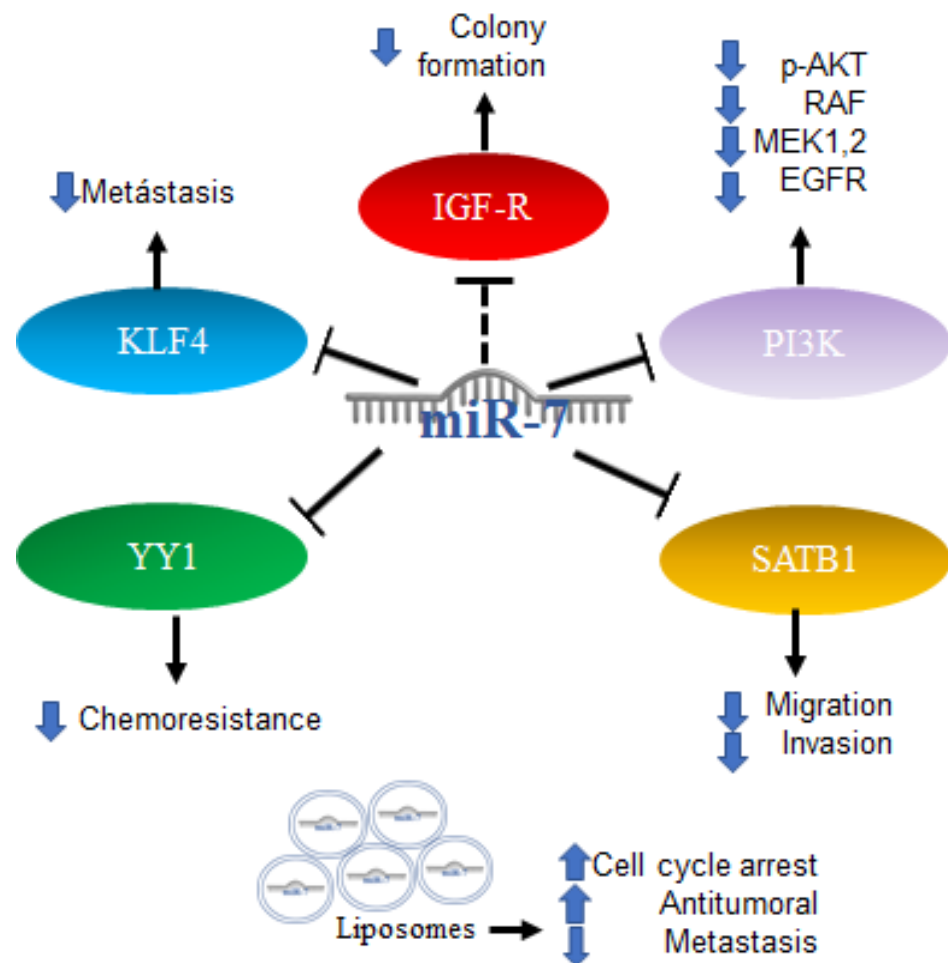 Colony
formation
p-AKT
RAF
MEK1,2
EGFR
Metástasis
IGF-R
KLF4
PI3K
miR-7
YY1
SATB1
Chemoresistance
Migration
Invasion
Liposomes
Cell cycle arrest
Antitumoral
Metastasis